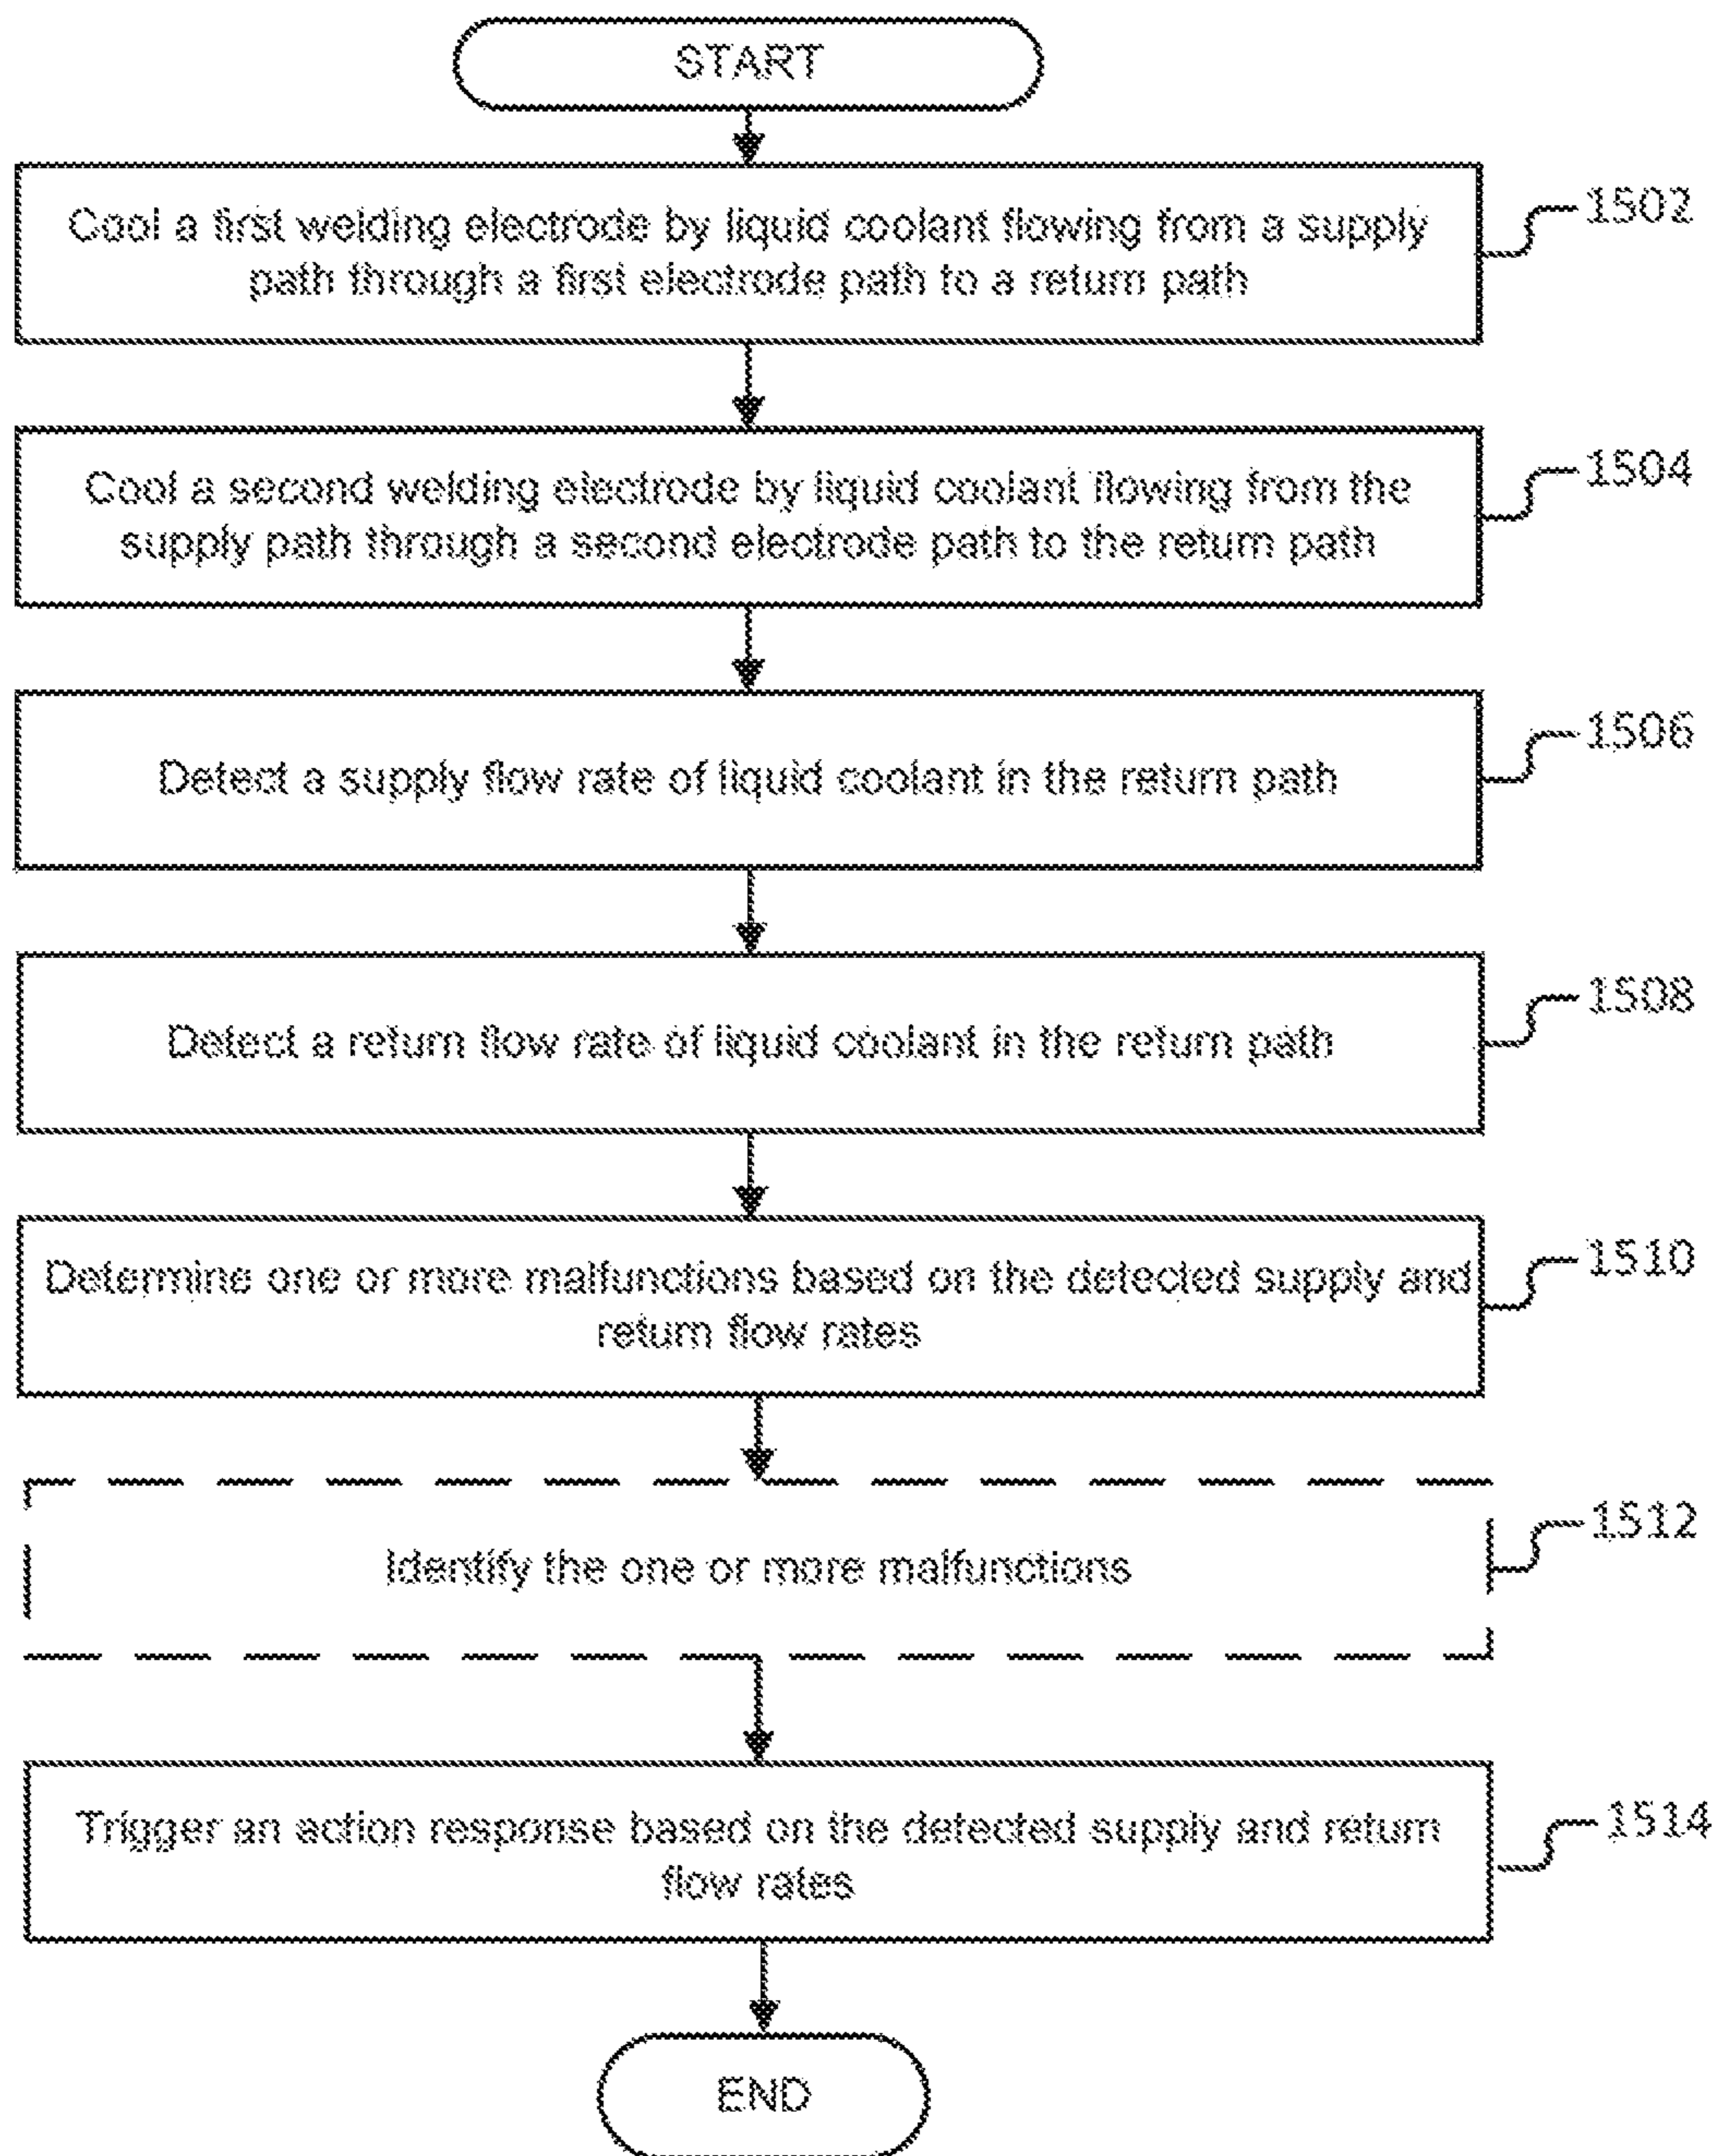 START
Cool a first welding electrode by liquid coolant flowing from a supply
path through a first electrode path to a return path
1502
Cool a second welding electrode by liquid coolant flowing from the
supply path through a second electrode path to the return path
1504
Detect a supply flow rate of liquid coolant in the return path
1506
Detect a return flow rate of liquid coolant in the return path
1508
Determine one or more malfunctions based on the detected supply and
return flow rates
1510
Identify the one or more malfunctions
1512
Trigger an action response based on the detected supply and return
flow rates
1514
END